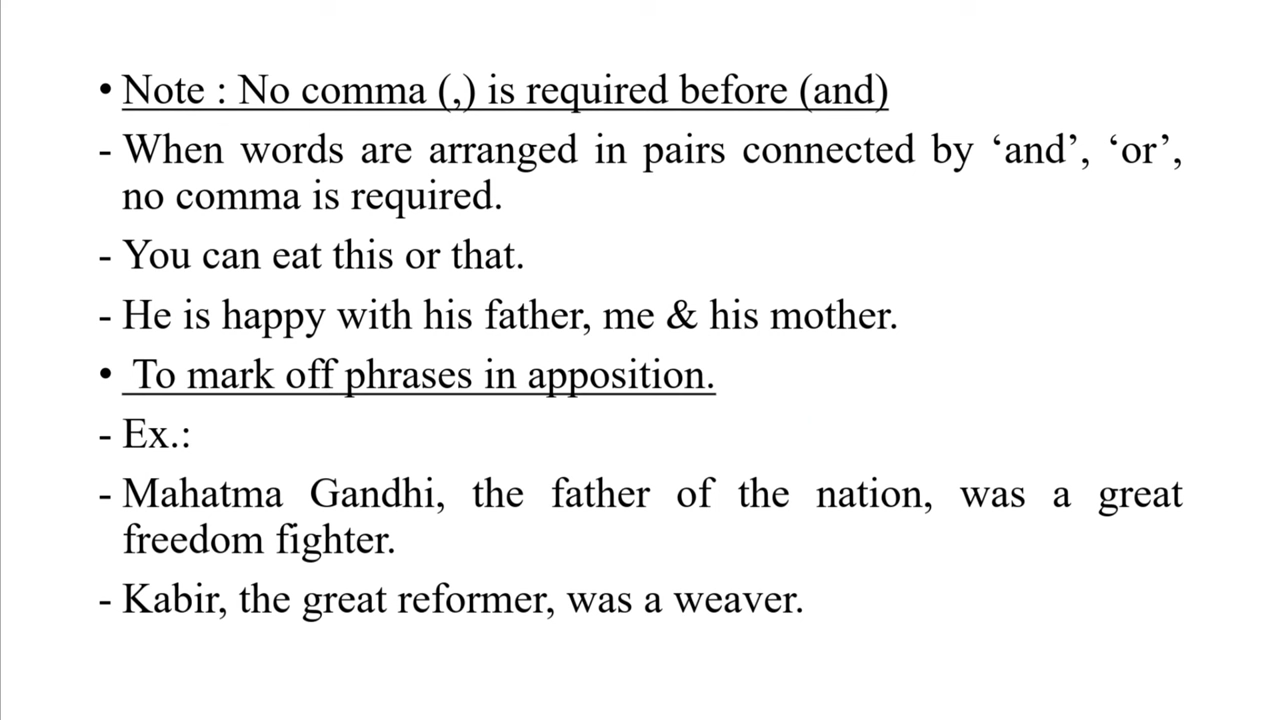 • Note : No comma (,) is required before (and)
- When words are arranged in pairs connected by ‘and’, ‘or’,
no comma is required.
- You can eat this or that.
- He is happy with his father, me & his mother.
• To mark off phrases in apposition.
- Ex.:
- Mahatma Gandhi, the father of the nation, was a great
freedom fighter.
- Kabir, the great reformer, was a weaver.